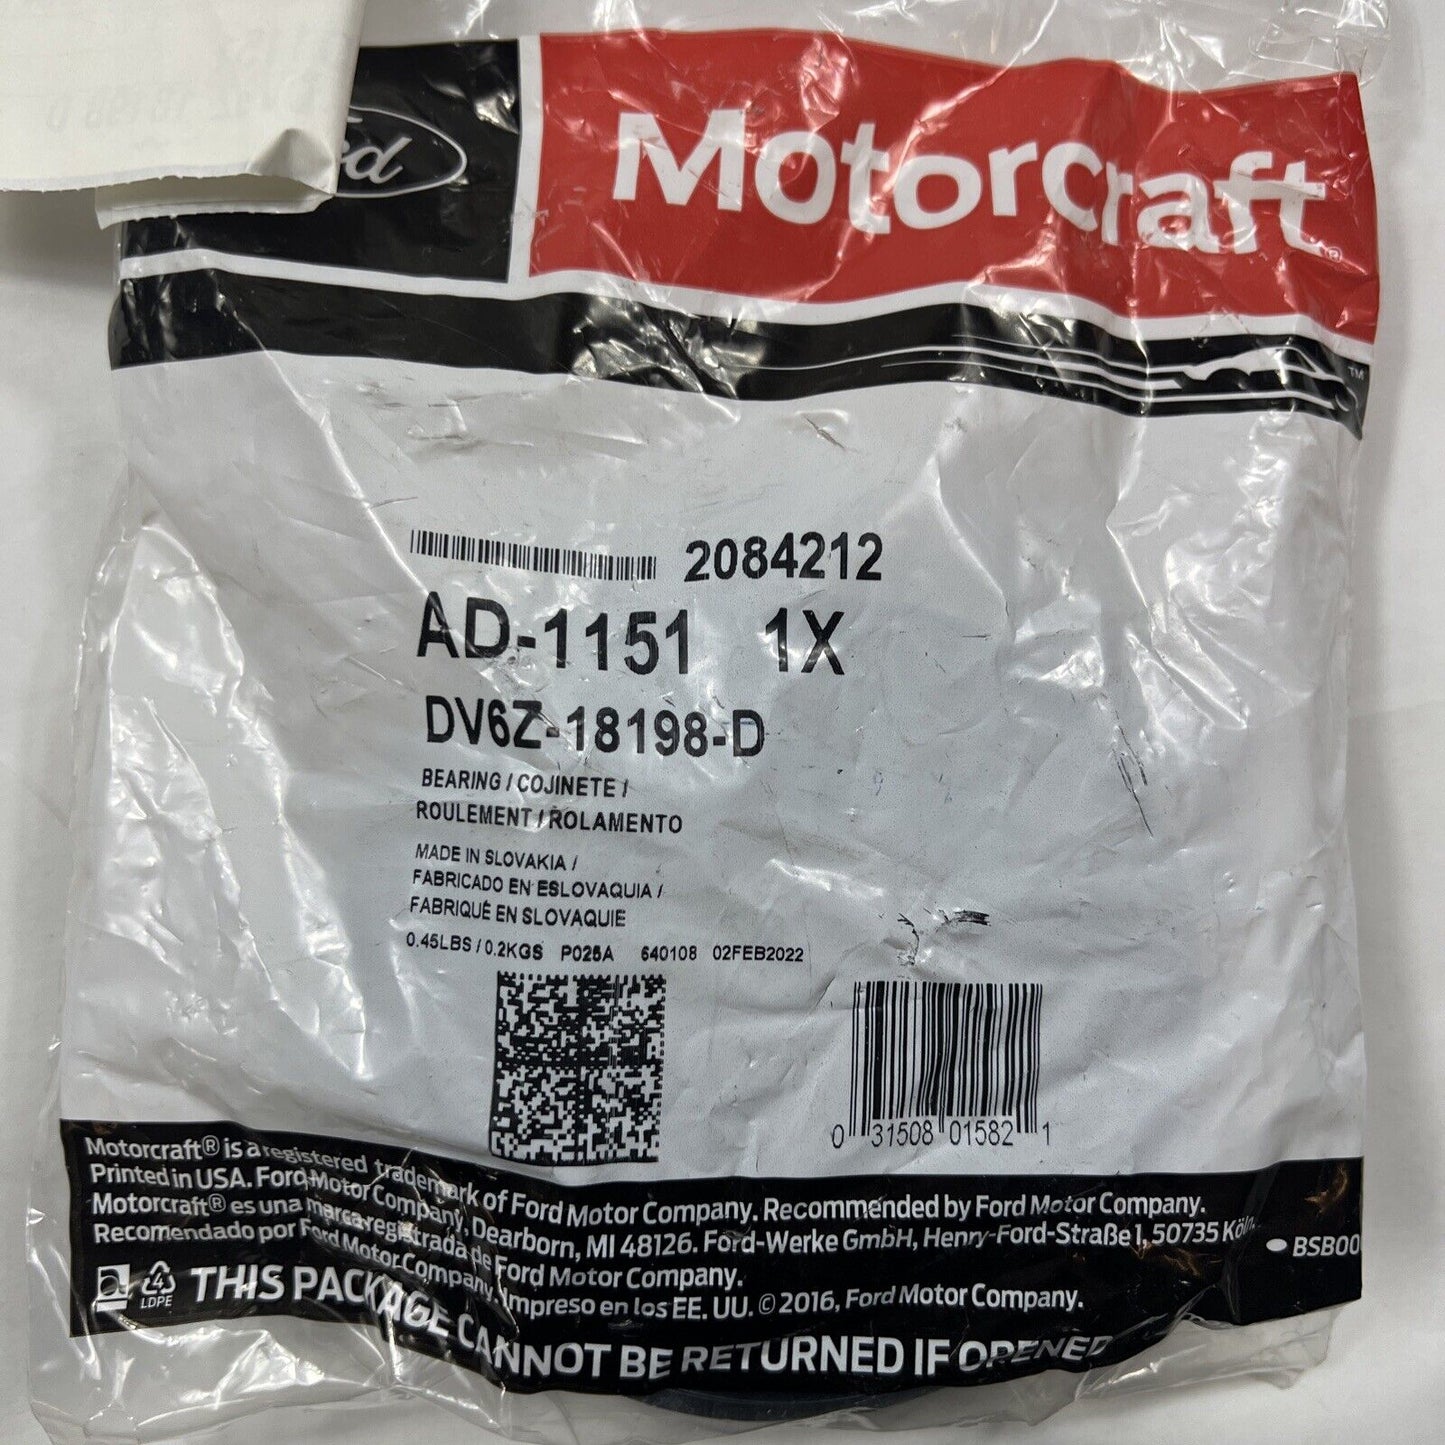 Motorcraft®
TM
2084212
AD-1151 1X
DV6Z-18198-D
BEARING / COJINETE /
ROULEMENT / ROLAMENTO
MADE IN SLOVAKIA /
FABRICADO EN ESLOVAQUIA /
FABRIQUÉ EN SLOVAQUIE
0.45LBS / 0.2KGS P025A 640108 02FEB2022
0 31508 01582 1
Motorcraft® is a registered trademark of Ford Motor Company. Recommended by Ford Motor Company.
Printed in USA. Ford Motor Company, Dearborn, MI 48126. Ford-Werke GmbH, Henry-Ford-Straße 1, 50735 Köln.
Motorcraft® es una marca registrada de Ford Motor Company.
Recomendado por Ford Motor Company. Impreso en los EE. UU. © 2016, Ford Motor Company.
BSB00
4
LDPE
THIS PACKAGE CANNOT BE RETURNED IF OPENED